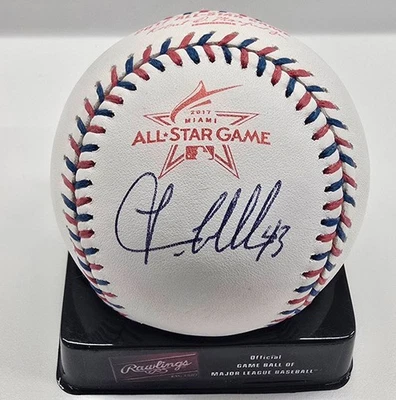 2017
MIAMI
ALL★STAR GAME
43
Rawlings
Official
GAME BALL OF
MAJOR LEAGUE BASEBALL